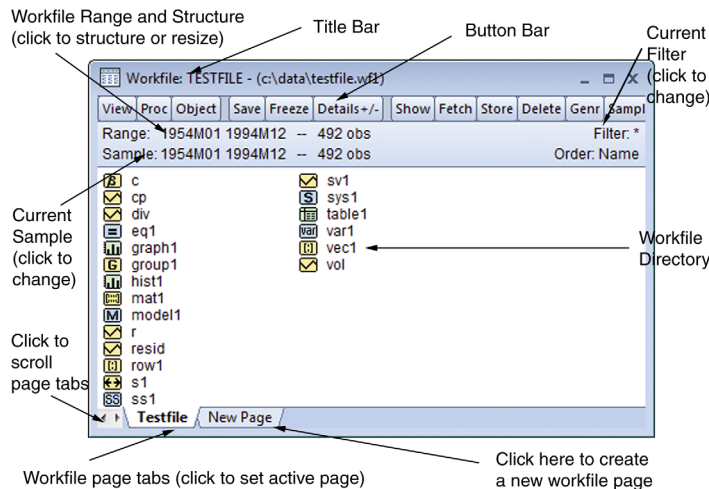 Workfile Range and Structure
(click to structure or resize)
Title Bar
Button Bar
Current
Filter
(click to
change)
Workfile: TESTFILE - (c:\data\testfile.wf1)
View Proc Object Save Freeze Details+/- Show Fetch Store Delete Genr Sampl
Range: 1954M01 1994M12 -- 492 obs
Filter: *
Sample: 1954M01 1994M12 -- 492 obs
Order: Name
c
cp
div
eq1
graph1
group1
hist1
mat1
model1
r
resid
row1
s1
ss1
sv1
sys1
table1
var1
vec1
vol
Current
Sample
(click to
change)
Workfile
Directory
Click to
scroll
page tabs
Testfile New Page
Workfile page tabs (click to set active page)
Click here to create
a new workfile page